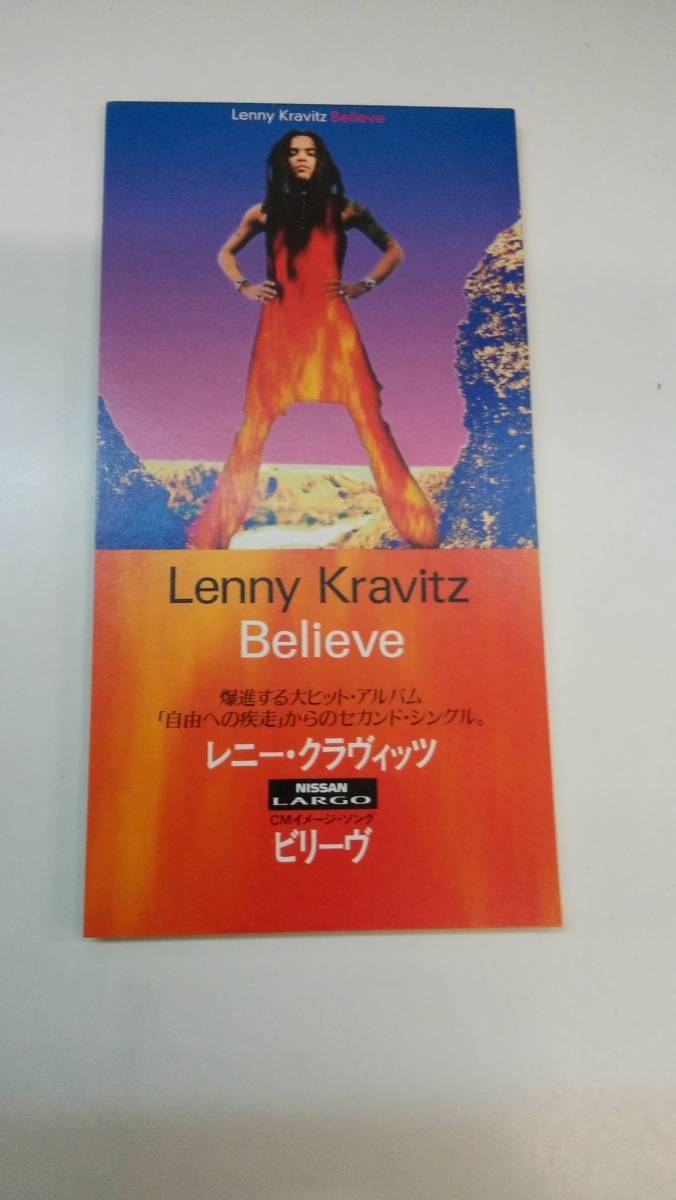 Lenny Kravitz Believe
Lenny Kravitz
Believe
爆進する大ヒット・アルバム
「自由への疾走」からのセカンド・シングル。
レニー・クラヴィッツ
NISSAN
LARGO
CMイメージ・ソング
ビリーヴ